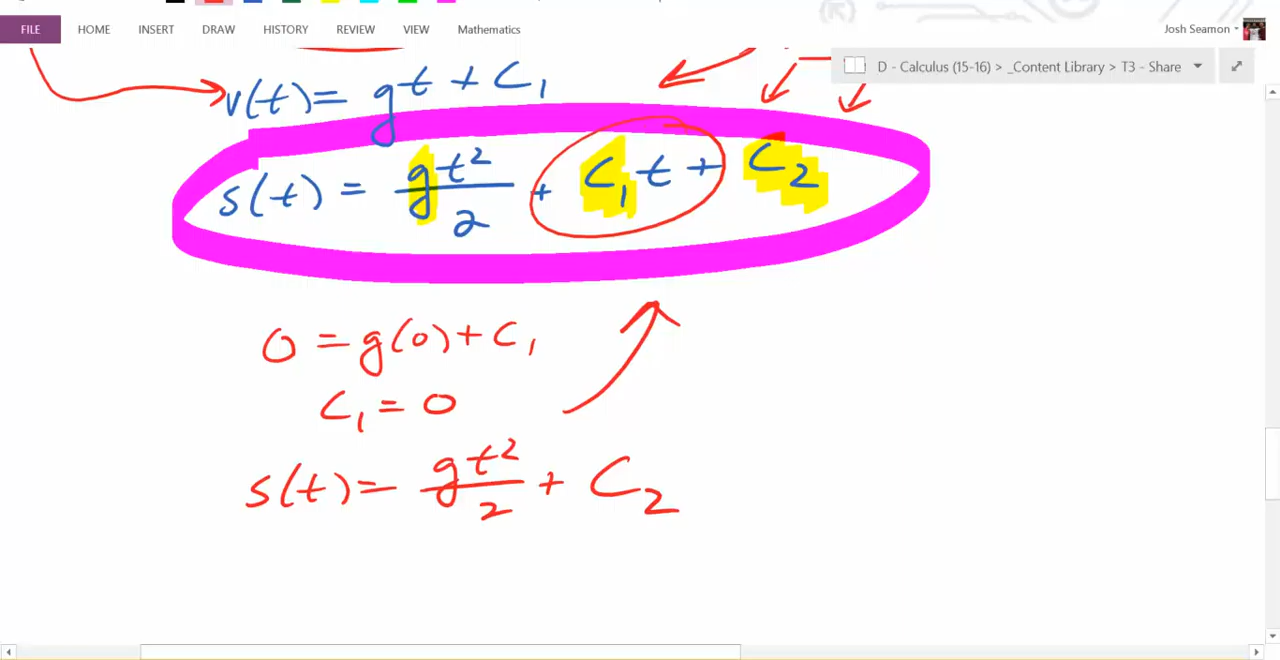 FILE HOME INSERT DRAW HISTORY REVIEW VIEW Mathematics Josh Seamon
D - Calculus (15-16) > _Content Library > T3 - Share
v(t) = gt + C₁
s(t) = gt²/2 + C₁t + C₂
0 = g(0) + C₁
C₁ = 0
s(t) = gt²/2 + C₂